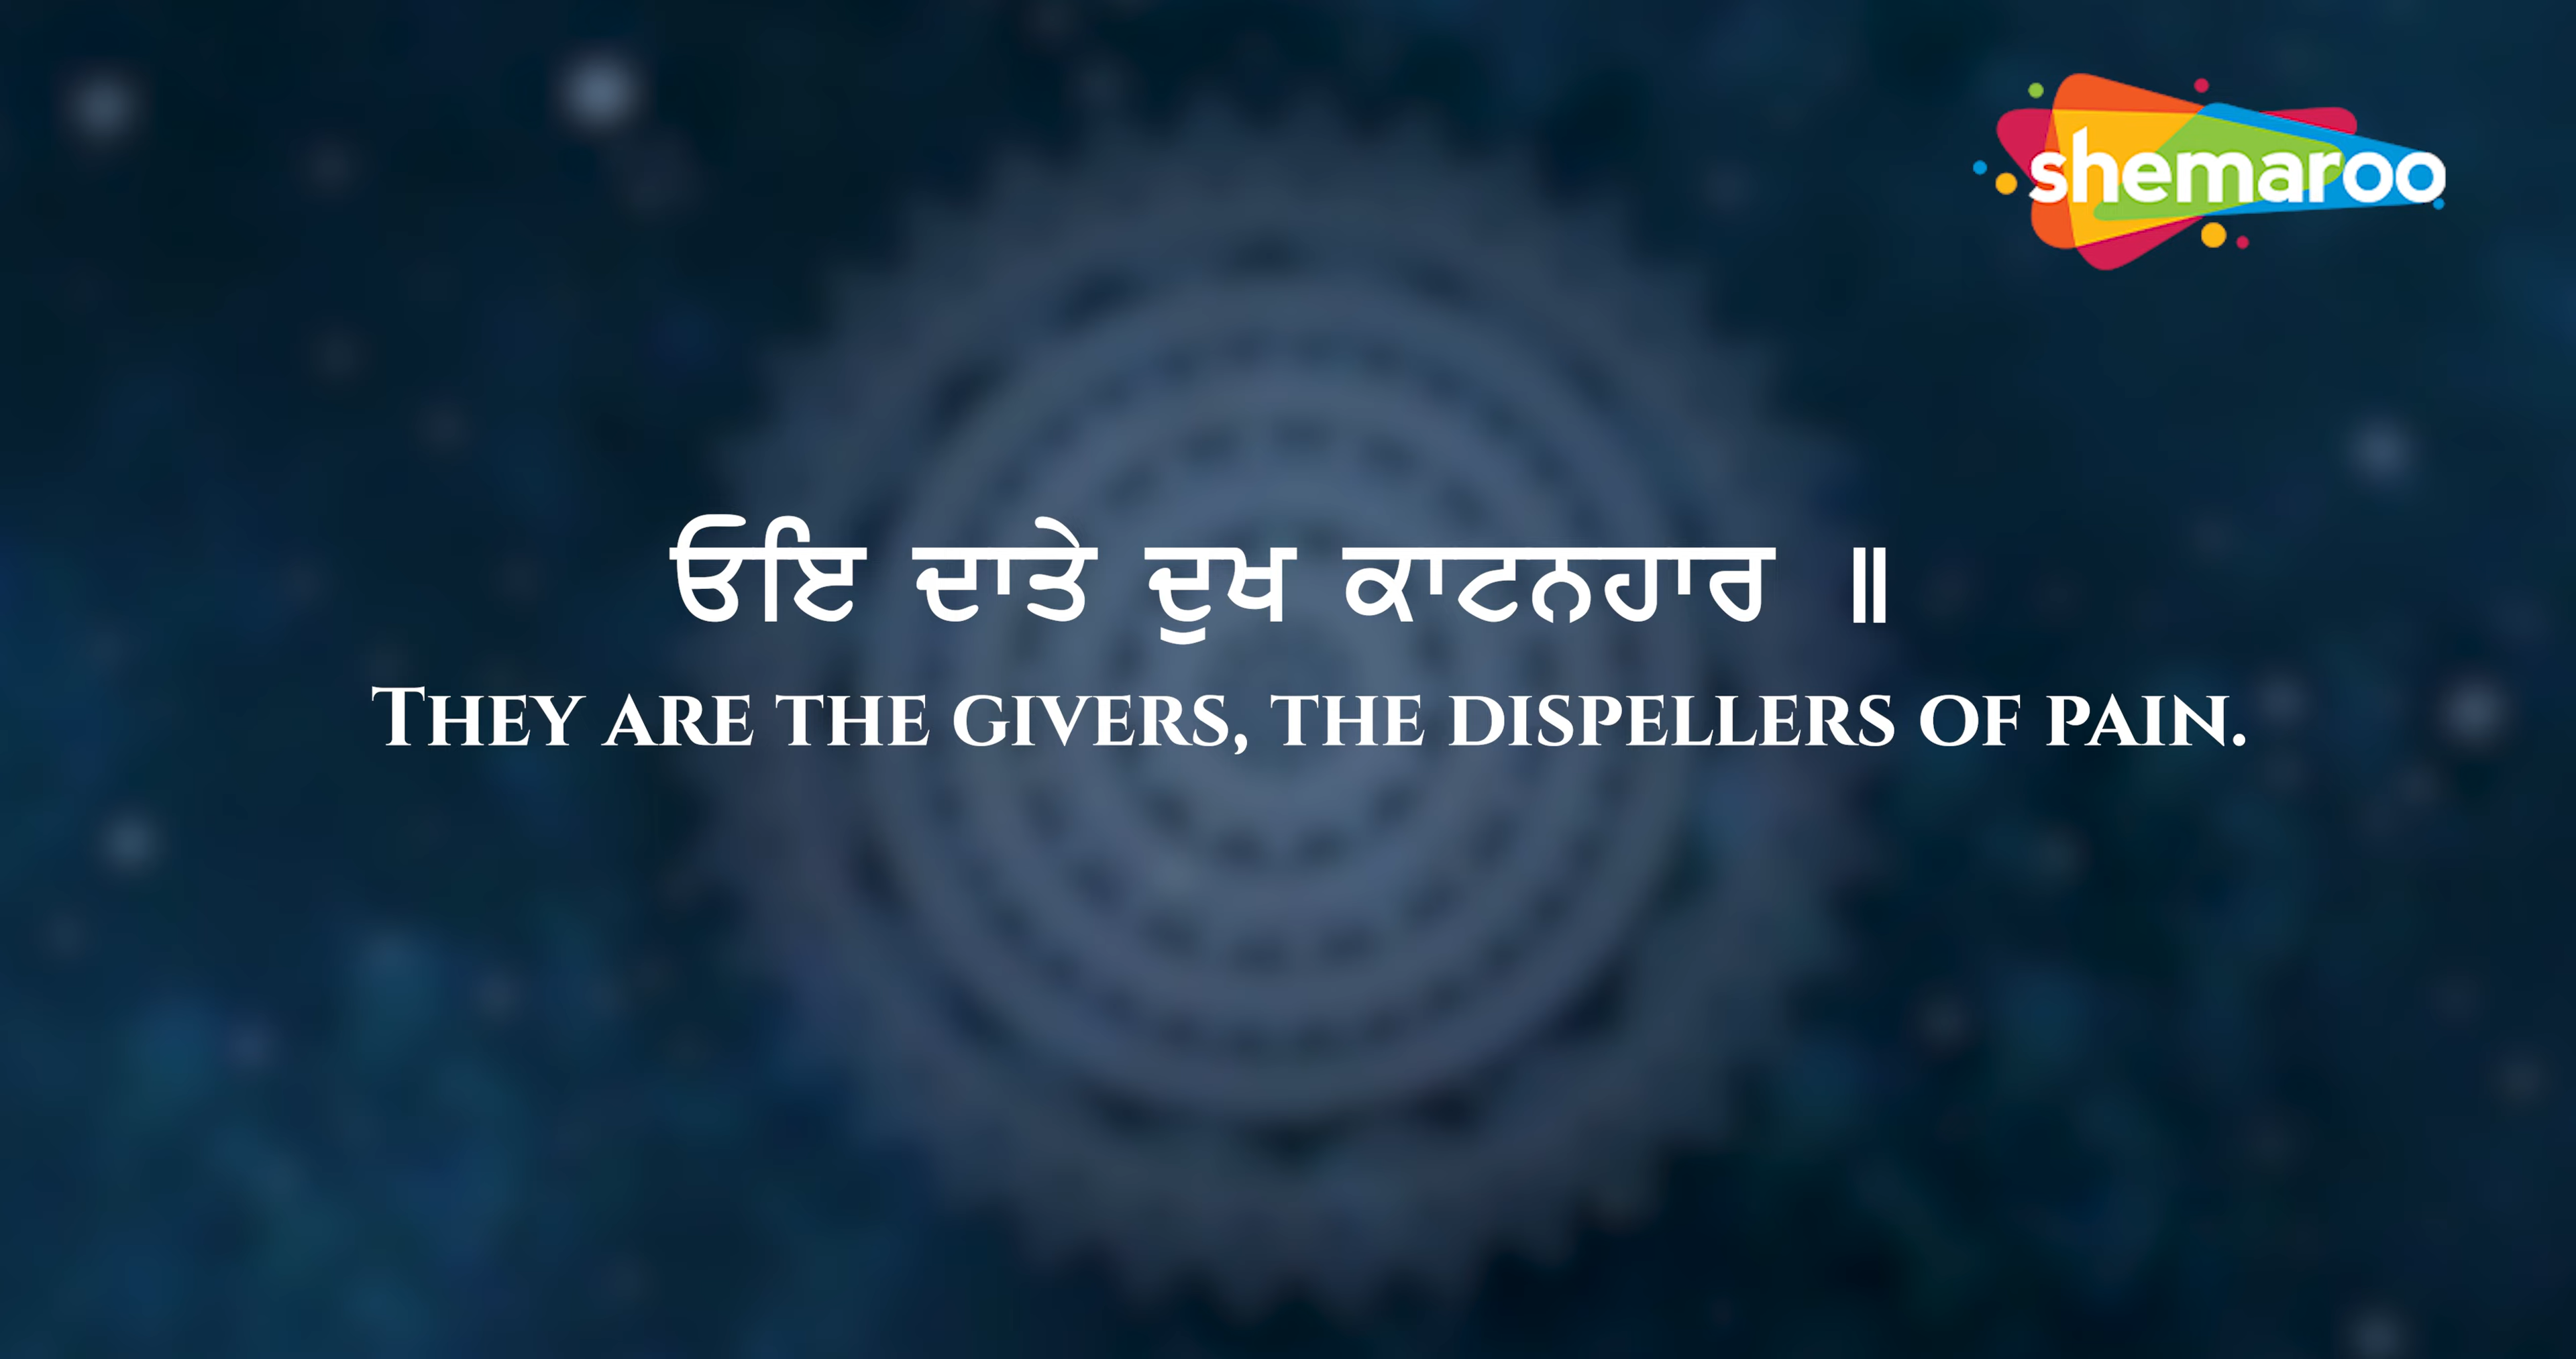 shemaroo
ਓਇ ਦਾਤੇ ਦੁਖ ਕਾਟਨਹਾਰ ॥
They are the givers, the dispellers of pain.